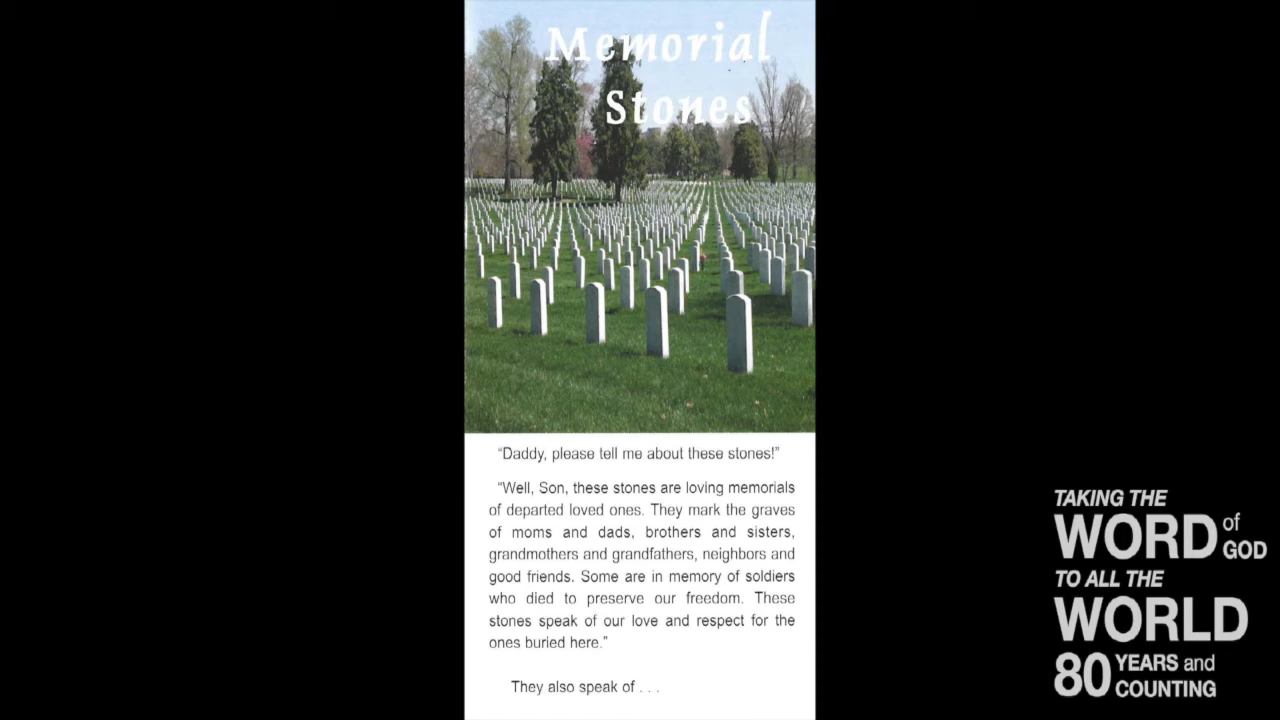 Memorial
Stones
“Daddy, please tell me about these stones!”
“Well, Son, these stones are loving memorials
of departed loved ones. They mark the graves
of moms and dads, brothers and sisters,
grandmothers and grandfathers, neighbors and
good friends. Some are in memory of soldiers
who died to preserve our freedom. These
stones speak of our love and respect for the
ones buried here.”
They also speak of . . .
TAKING THE
WORD of GOD
TO ALL THE
WORLD
80 YEARS and
COUNTING